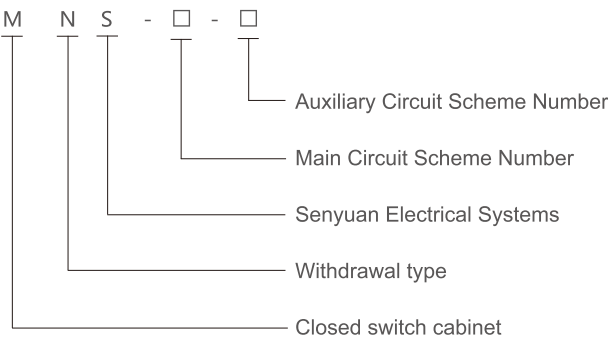 M N S - □ - □
Auxiliary Circuit Scheme Number
Main Circuit Scheme Number
Senyuan Electrical Systems
Withdrawal type
Closed switch cabinet